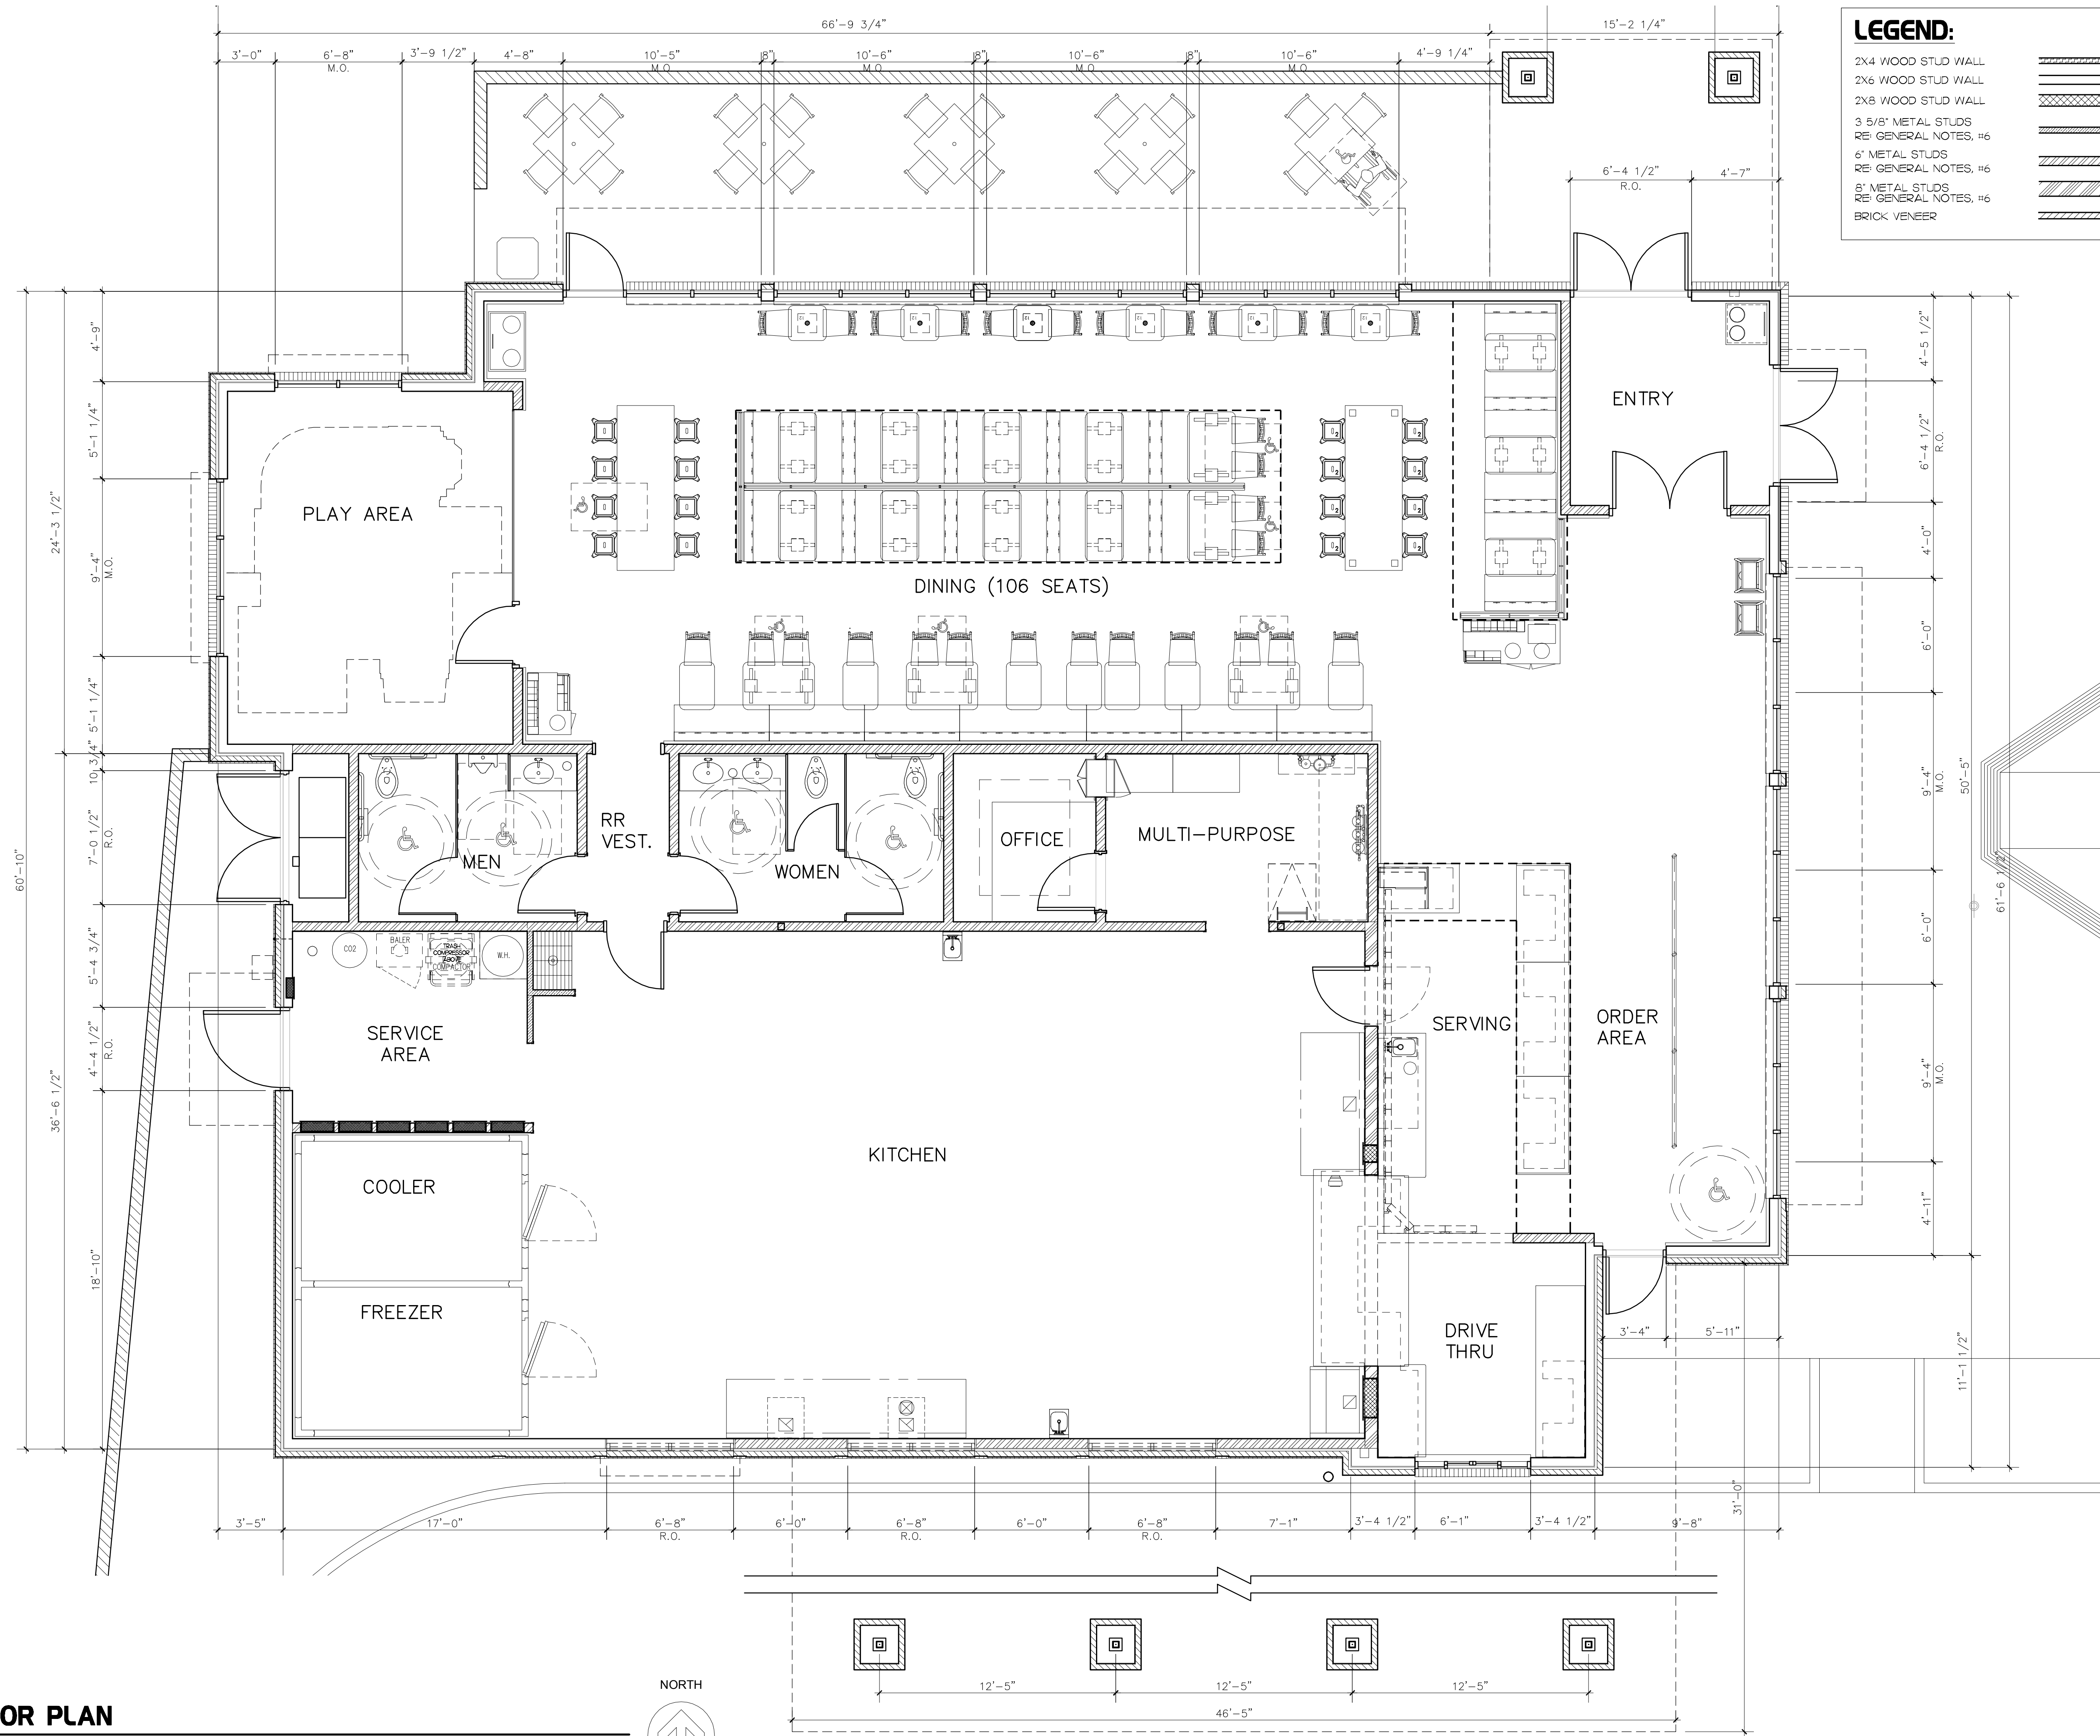 66'-9 3/4"
15'-2 1/4"
3'-0"
6'-8"
M.O.
3'-9 1/2"
4'-8"
10'-5"
M.O.
8"
10'-6"
M.O.
8"
10'-6"
M.O.
8"
10'-6"
M.O.
4'-9 1/4"
LEGEND:
2X4 WOOD STUD WALL
2X6 WOOD STUD WALL
2X8 WOOD STUD WALL
3 5/8" METAL STUDS
RE: GENERAL NOTES, #6
6" METAL STUDS
RE: GENERAL NOTES, #6
8" METAL STUDS
RE: GENERAL NOTES, #6
BRICK VENEER
6'-4 1/2"
R.O.
4'-7"
4'-9"
5'-1 1/4"
24'-3 1/2"
9'-4"
M.O.
5'-1 1/4"
10 3/4"
7'-0 1/2"
R.O.
60'-10"
5'-4 3/4"
4'-4 1/2"
R.O.
36'-6 1/2"
18'-10"
PLAY AREA
DINING (106 SEATS)
ENTRY
4'-5 1/2"
6'-4 1/2"
R.O.
4'-0"
6'-0"
9'-4"
M.O.
50'-5"
61'-6 1/2"
6'-0"
9'-4"
M.O.
4'-11"
11'-1 1/2"
MEN
RR
VEST.
WOMEN
OFFICE
MULTI-PURPOSE
CO2
BALER
TRASH
COMPRESSOR
ABOVE
COMPACTOR
W.H.
SERVICE
AREA
SERVING
ORDER
AREA
KITCHEN
COOLER
FREEZER
DRIVE
THRU
3'-4"
5'-11"
31'-0"
3'-5"
17'-0"
6'-8"
R.O.
6'-0"
6'-8"
R.O.
6'-0"
6'-8"
R.O.
7'-1"
3'-4 1/2"
6'-1"
3'-4 1/2"
9'-8"
12'-5"
12'-5"
12'-5"
46'-5"
NORTH
OR PLAN